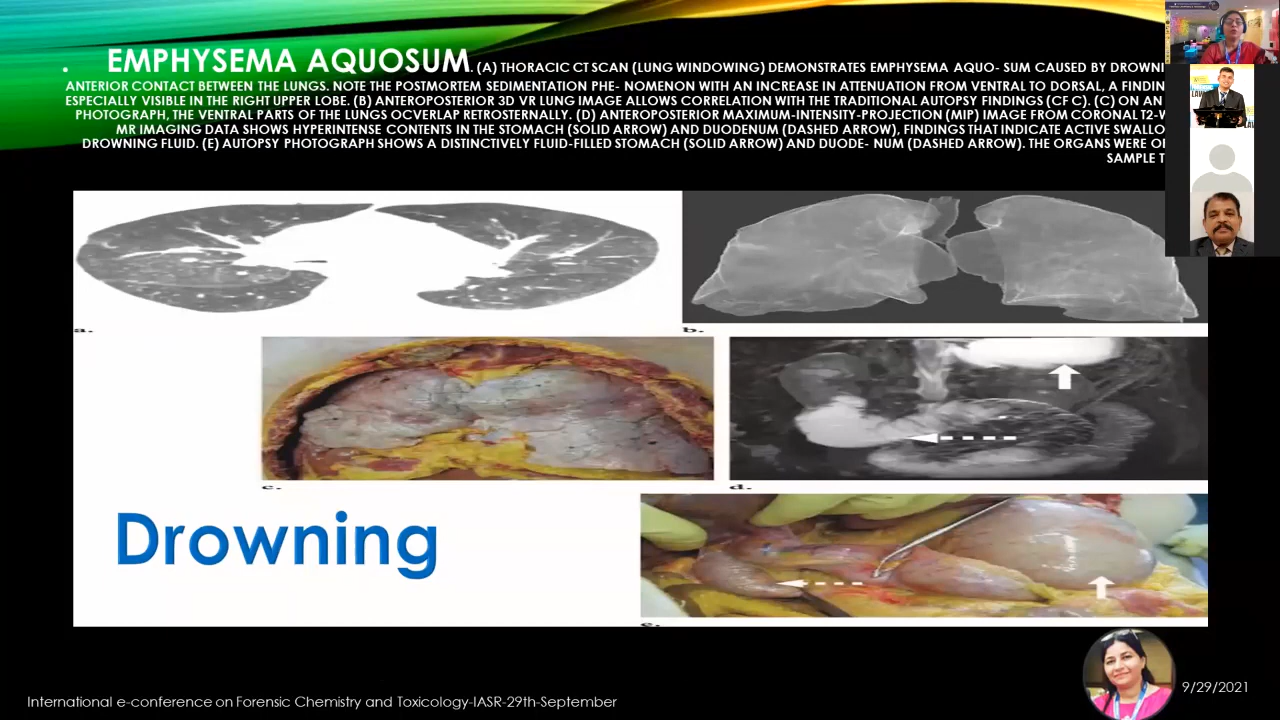 . EMPHYSEMA AQUOSUM. (A) THORACIC CT SCAN (LUNG WINDOWING) DEMONSTRATES EMPHYSEMA AQUO- SUM CAUSED BY
ANTERIOR CONTACT BETWEEN THE LUNGS. NOTE THE POSTMORTEM SEDIMENTATION PHE- NOMENON WITH AN INCREASE IN ATTENUATION FROM VENTRAL TO DORSAL, A
ESPECIALLY VISIBLE IN THE RIGHT UPPER LOBE. (B) ANTEROPOSTERIOR 3D VR LUNG IMAGE ALLOWS CORRELATION WITH THE TRADITIONAL AUTOPSY FINDINGS (CF C). (C) ON AN
PHOTOGRAPH, THE VENTRAL PARTS OF THE LUNGS OCVERLAP RETROSTERNALLY. (D) ANTEROPOSTERIOR MAXIMUM-INTENSITY-PROJECTION (MIP) IMAGE FROM CORONAL
MR IMAGING DATA SHOWS HYPERINTENSE CONTENTS IN THE STOMACH (SOLID ARROW) AND DUODENUM (DASHED ARROW), FINDINGS THAT INDICATE ACTIVE
DROWNING FLUID. (E) AUTOPSY PHOTOGRAPH SHOWS A DISTINCTIVELY FLUID-FILLED STOMACH (SOLID ARROW) AND DUODE- NUM (DASHED ARROW). THE ORGANS WERE
SAMPLE
a.
b.
c.
d.
Drowning
e.
9/29/2021
International e-conference on Forensic Chemistry and Toxicology-IASR-29th-September